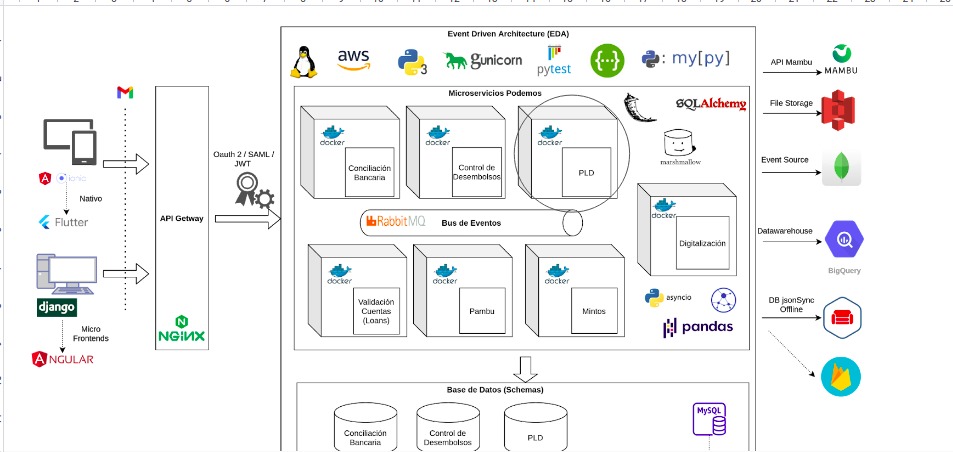 Event Driven Architecture (EDA)
aws
3
gunicorn
pytest
: my[py]
Microservicios Podemos
SQLAlchemy
marshmallow
docker
Conciliación
Bancaria
docker
Control de
Desembolsos
docker
PLD
RabbitMQ
Bus de Eventos
docker
Digitalización
docker
Validación
Cuentas
(Loans)
docker
Pambu
docker
Mintos
asyncio
pandas
Base de Datos (Schemas)
Conciliación
Bancaria
Control de
Desembolsos
PLD
MySQL
ionic
Nativo
Flutter
django
Micro
Frontends
ANGULAR
API Getway
NGINX
Oauth 2 / SAML /
JWT
API Mambu
MAMBU
File Storage
Event Source
Datawarehouse
BigQuery
DB jsonSync
Offline